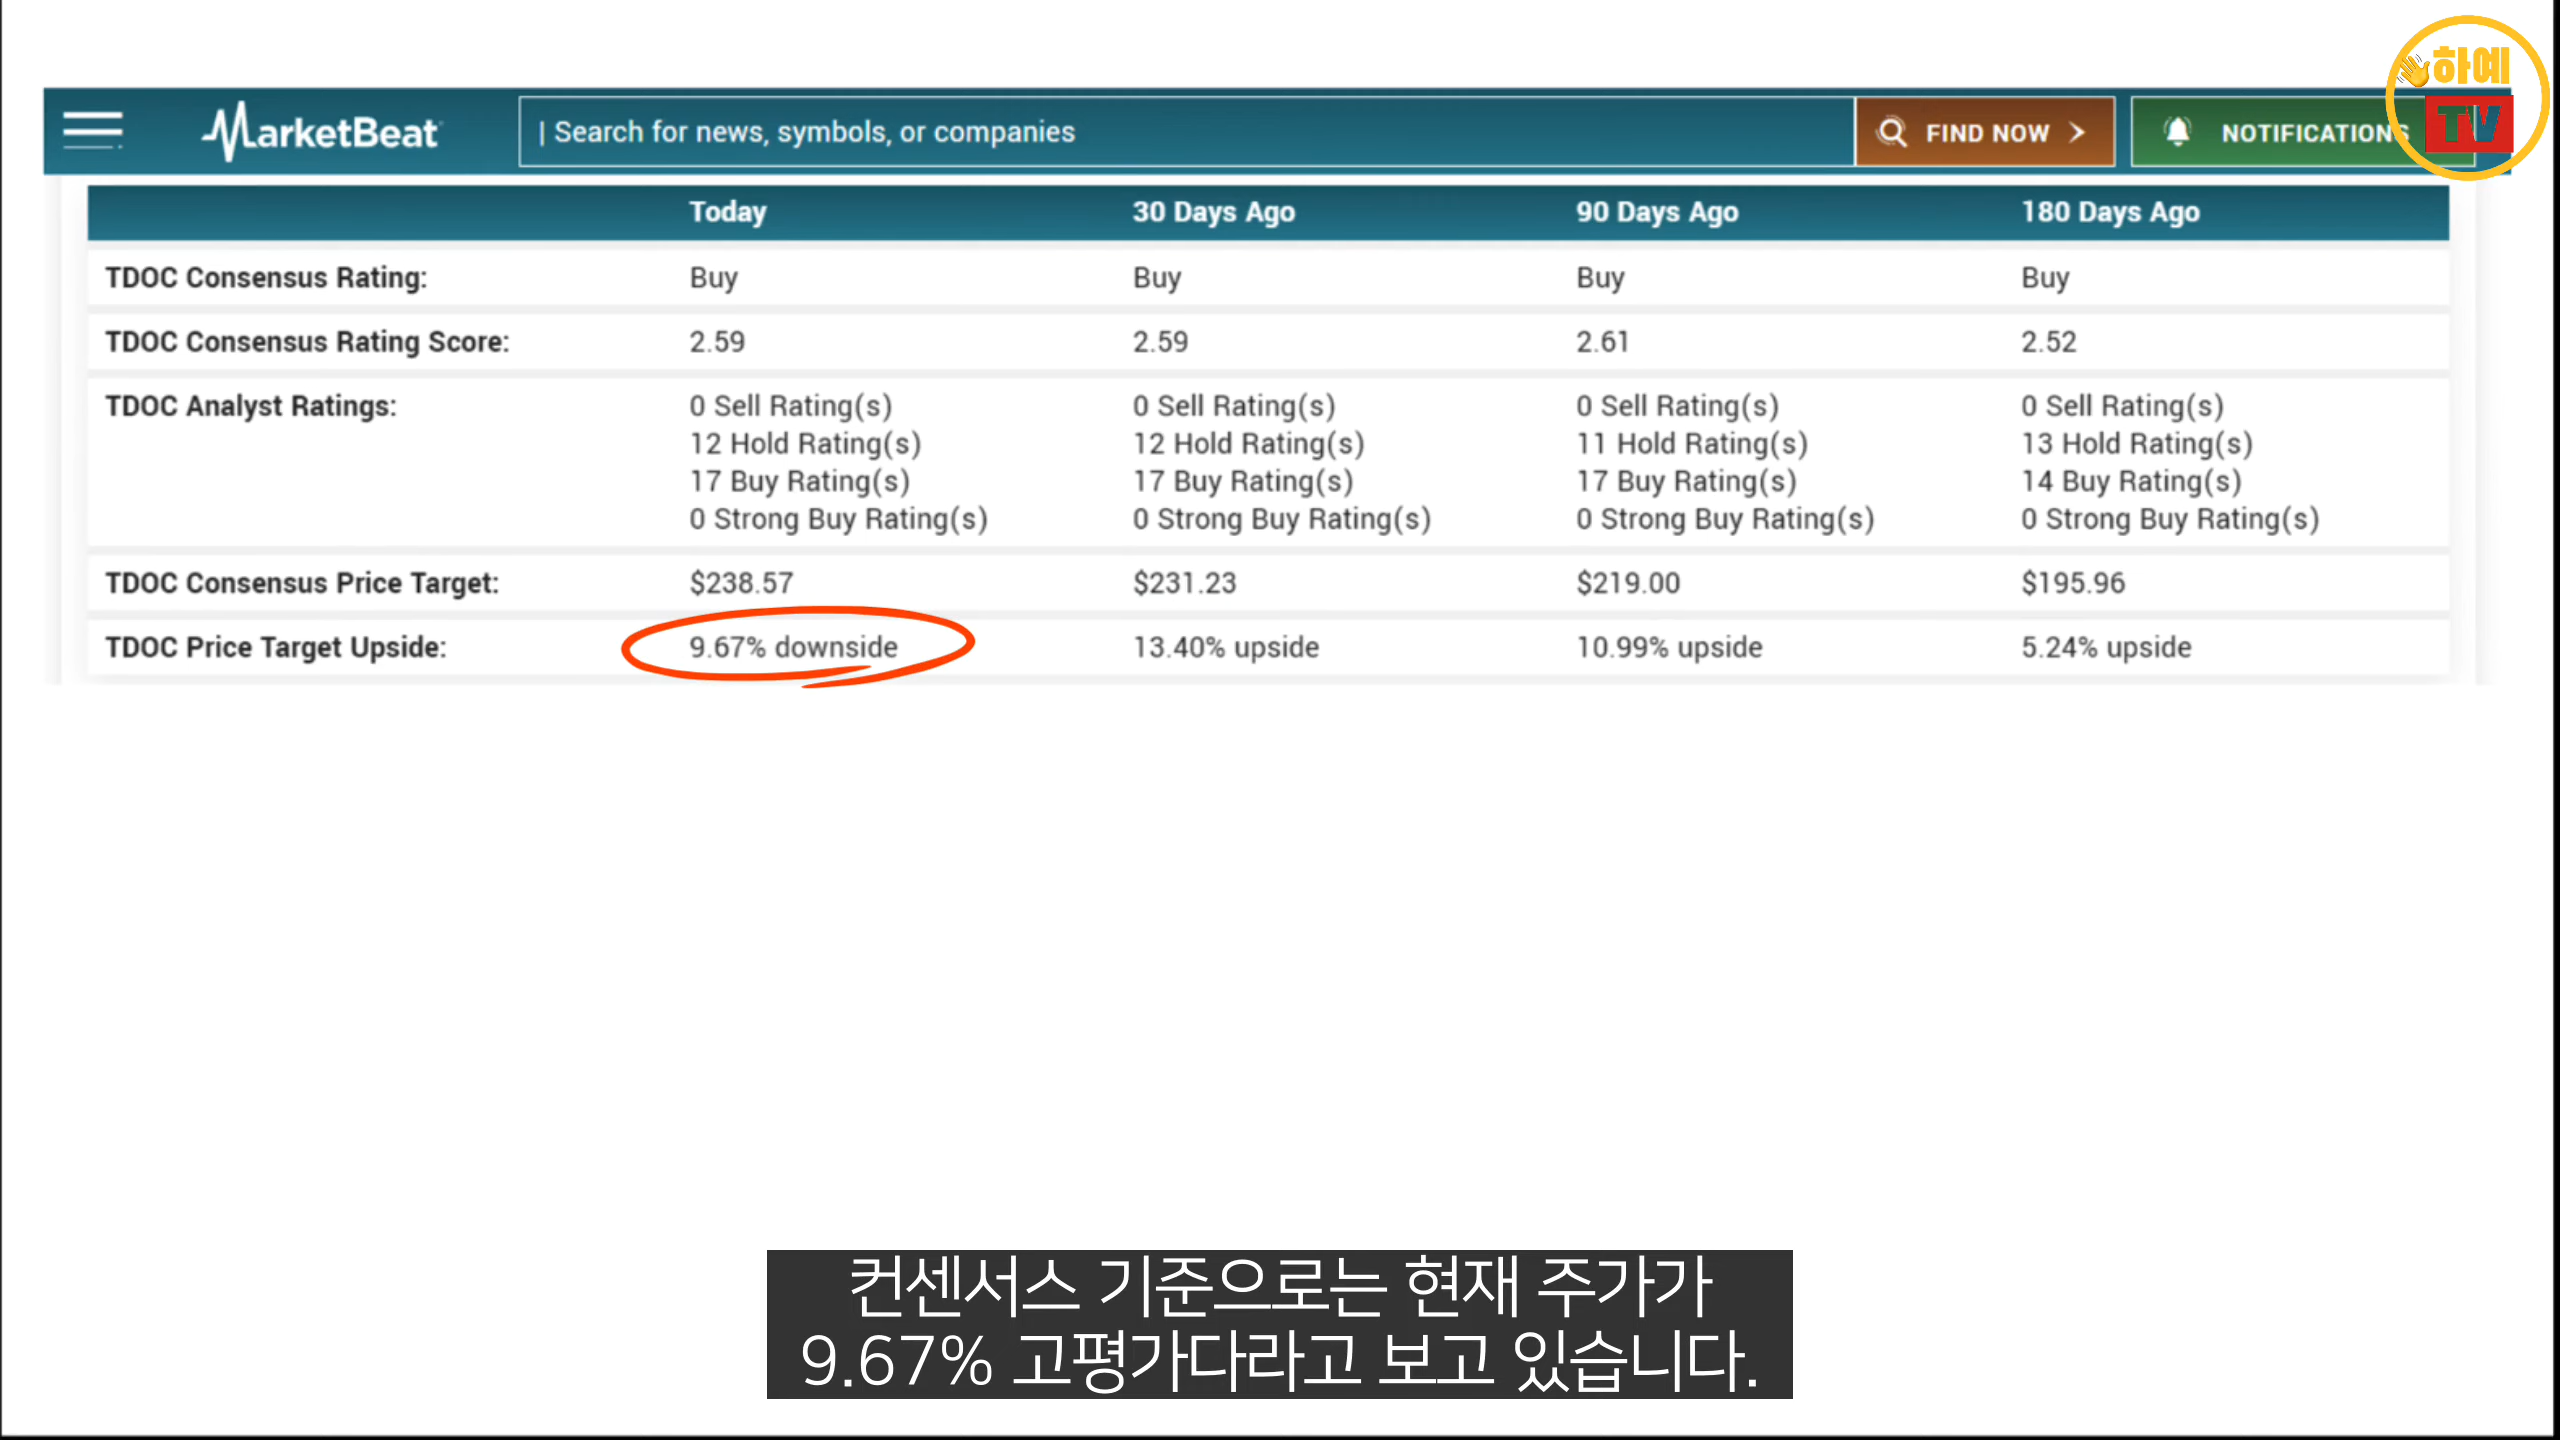 하예
TV
MarketBeat
| Search for news, symbols, or companies
FIND NOW >
NOTIFICATIONS
Today 30 Days Ago 90 Days Ago 180 Days Ago
TDOC Consensus Rating: Buy Buy Buy Buy
TDOC Consensus Rating Score: 2.59 2.59 2.61 2.52
TDOC Analyst Ratings: 0 Sell Rating(s) 0 Sell Rating(s) 0 Sell Rating(s) 0 Sell Rating(s)
12 Hold Rating(s) 12 Hold Rating(s) 11 Hold Rating(s) 13 Hold Rating(s)
17 Buy Rating(s) 17 Buy Rating(s) 17 Buy Rating(s) 14 Buy Rating(s)
0 Strong Buy Rating(s) 0 Strong Buy Rating(s) 0 Strong Buy Rating(s) 0 Strong Buy Rating(s)
TDOC Consensus Price Target: $238.57 $231.23 $219.00 $195.96
TDOC Price Target Upside: 9.67% downside 13.40% upside 10.99% upside 5.24% upside
컨센서스 기준으로는 현재 주가가
9.67% 고평가다라고 보고 있습니다.